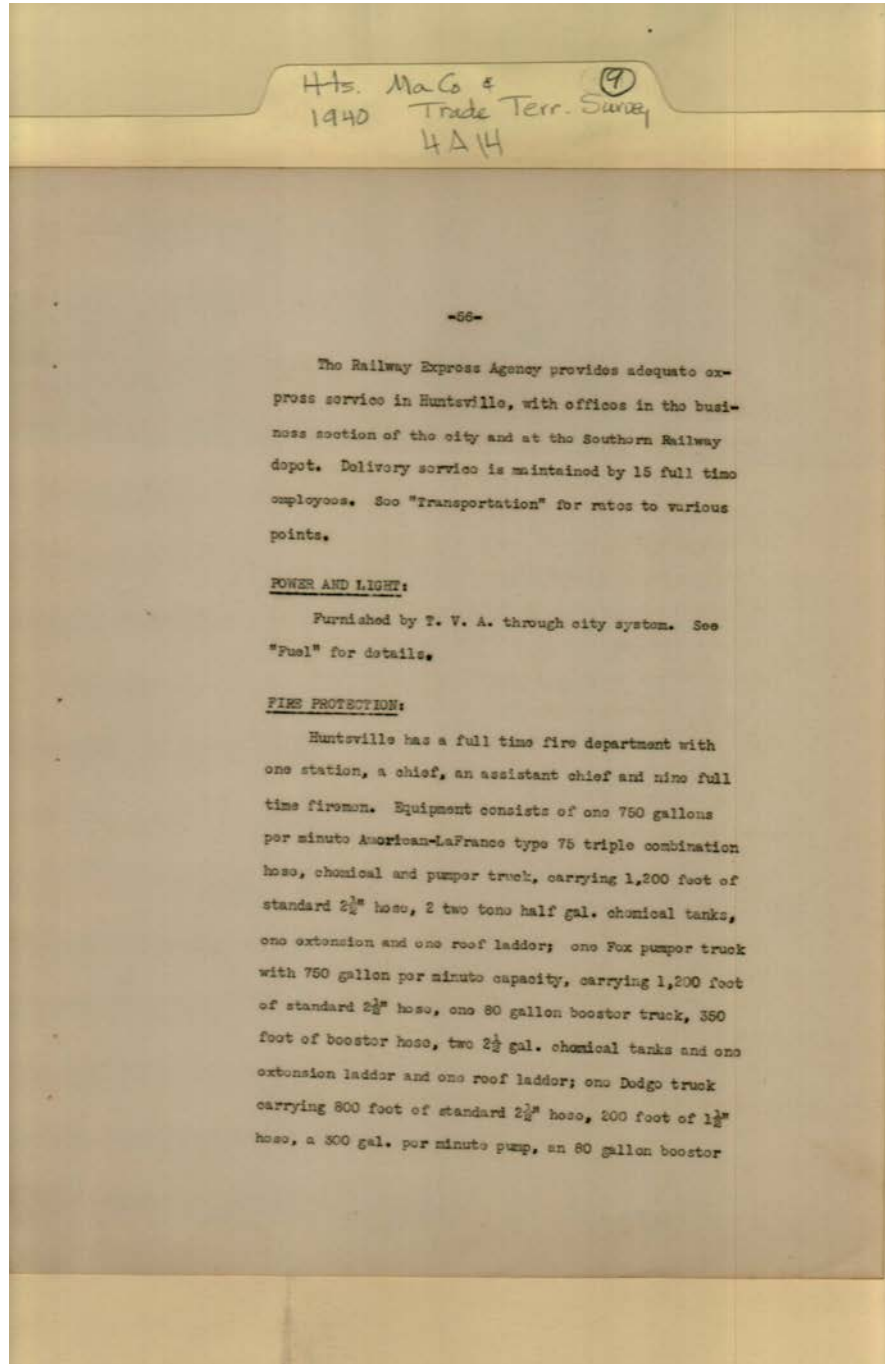 Hts. Ma Co & 9
1940 Trade Terr. Survey
4A14
-56-
The Railway Express Agency provides adequate ex-
press service in Huntsville, with offices in the busi-
ness section of the city and at the Southern Railway
depot. Delivery service is maintained by 15 full time
employees. See "Transportation" for rates to various
points.
POWER AND LIGHT:
Furnished by T. V. A. through city system. See
"Fuel" for details.
FIRE PROTECTION:
Huntsville has a full time fire department with
one station, a chief, an assistant chief and nine full
time firemen. Equipment consists of one 750 gallons
per minute American-LaFrance type 75 triple combination
hose, chemical and pumper truck, carrying 1,200 feet of
standard 2½" hose, 2 two tone half gal. chemical tanks,
one extension and one roof ladder; one Fox pumper truck
with 750 gallon per minute capacity, carrying 1,200 feet
of standard 2½" hose, one 80 gallon booster truck, 350
feet of booster hose, two 2½ gal. chemical tanks and one
extension ladder and one roof ladder; one Dodge truck
carrying 800 feet of standard 2½" hose, 200 feet of 1½"
hose, a 300 gal. per minute pump, an 80 gallon booster